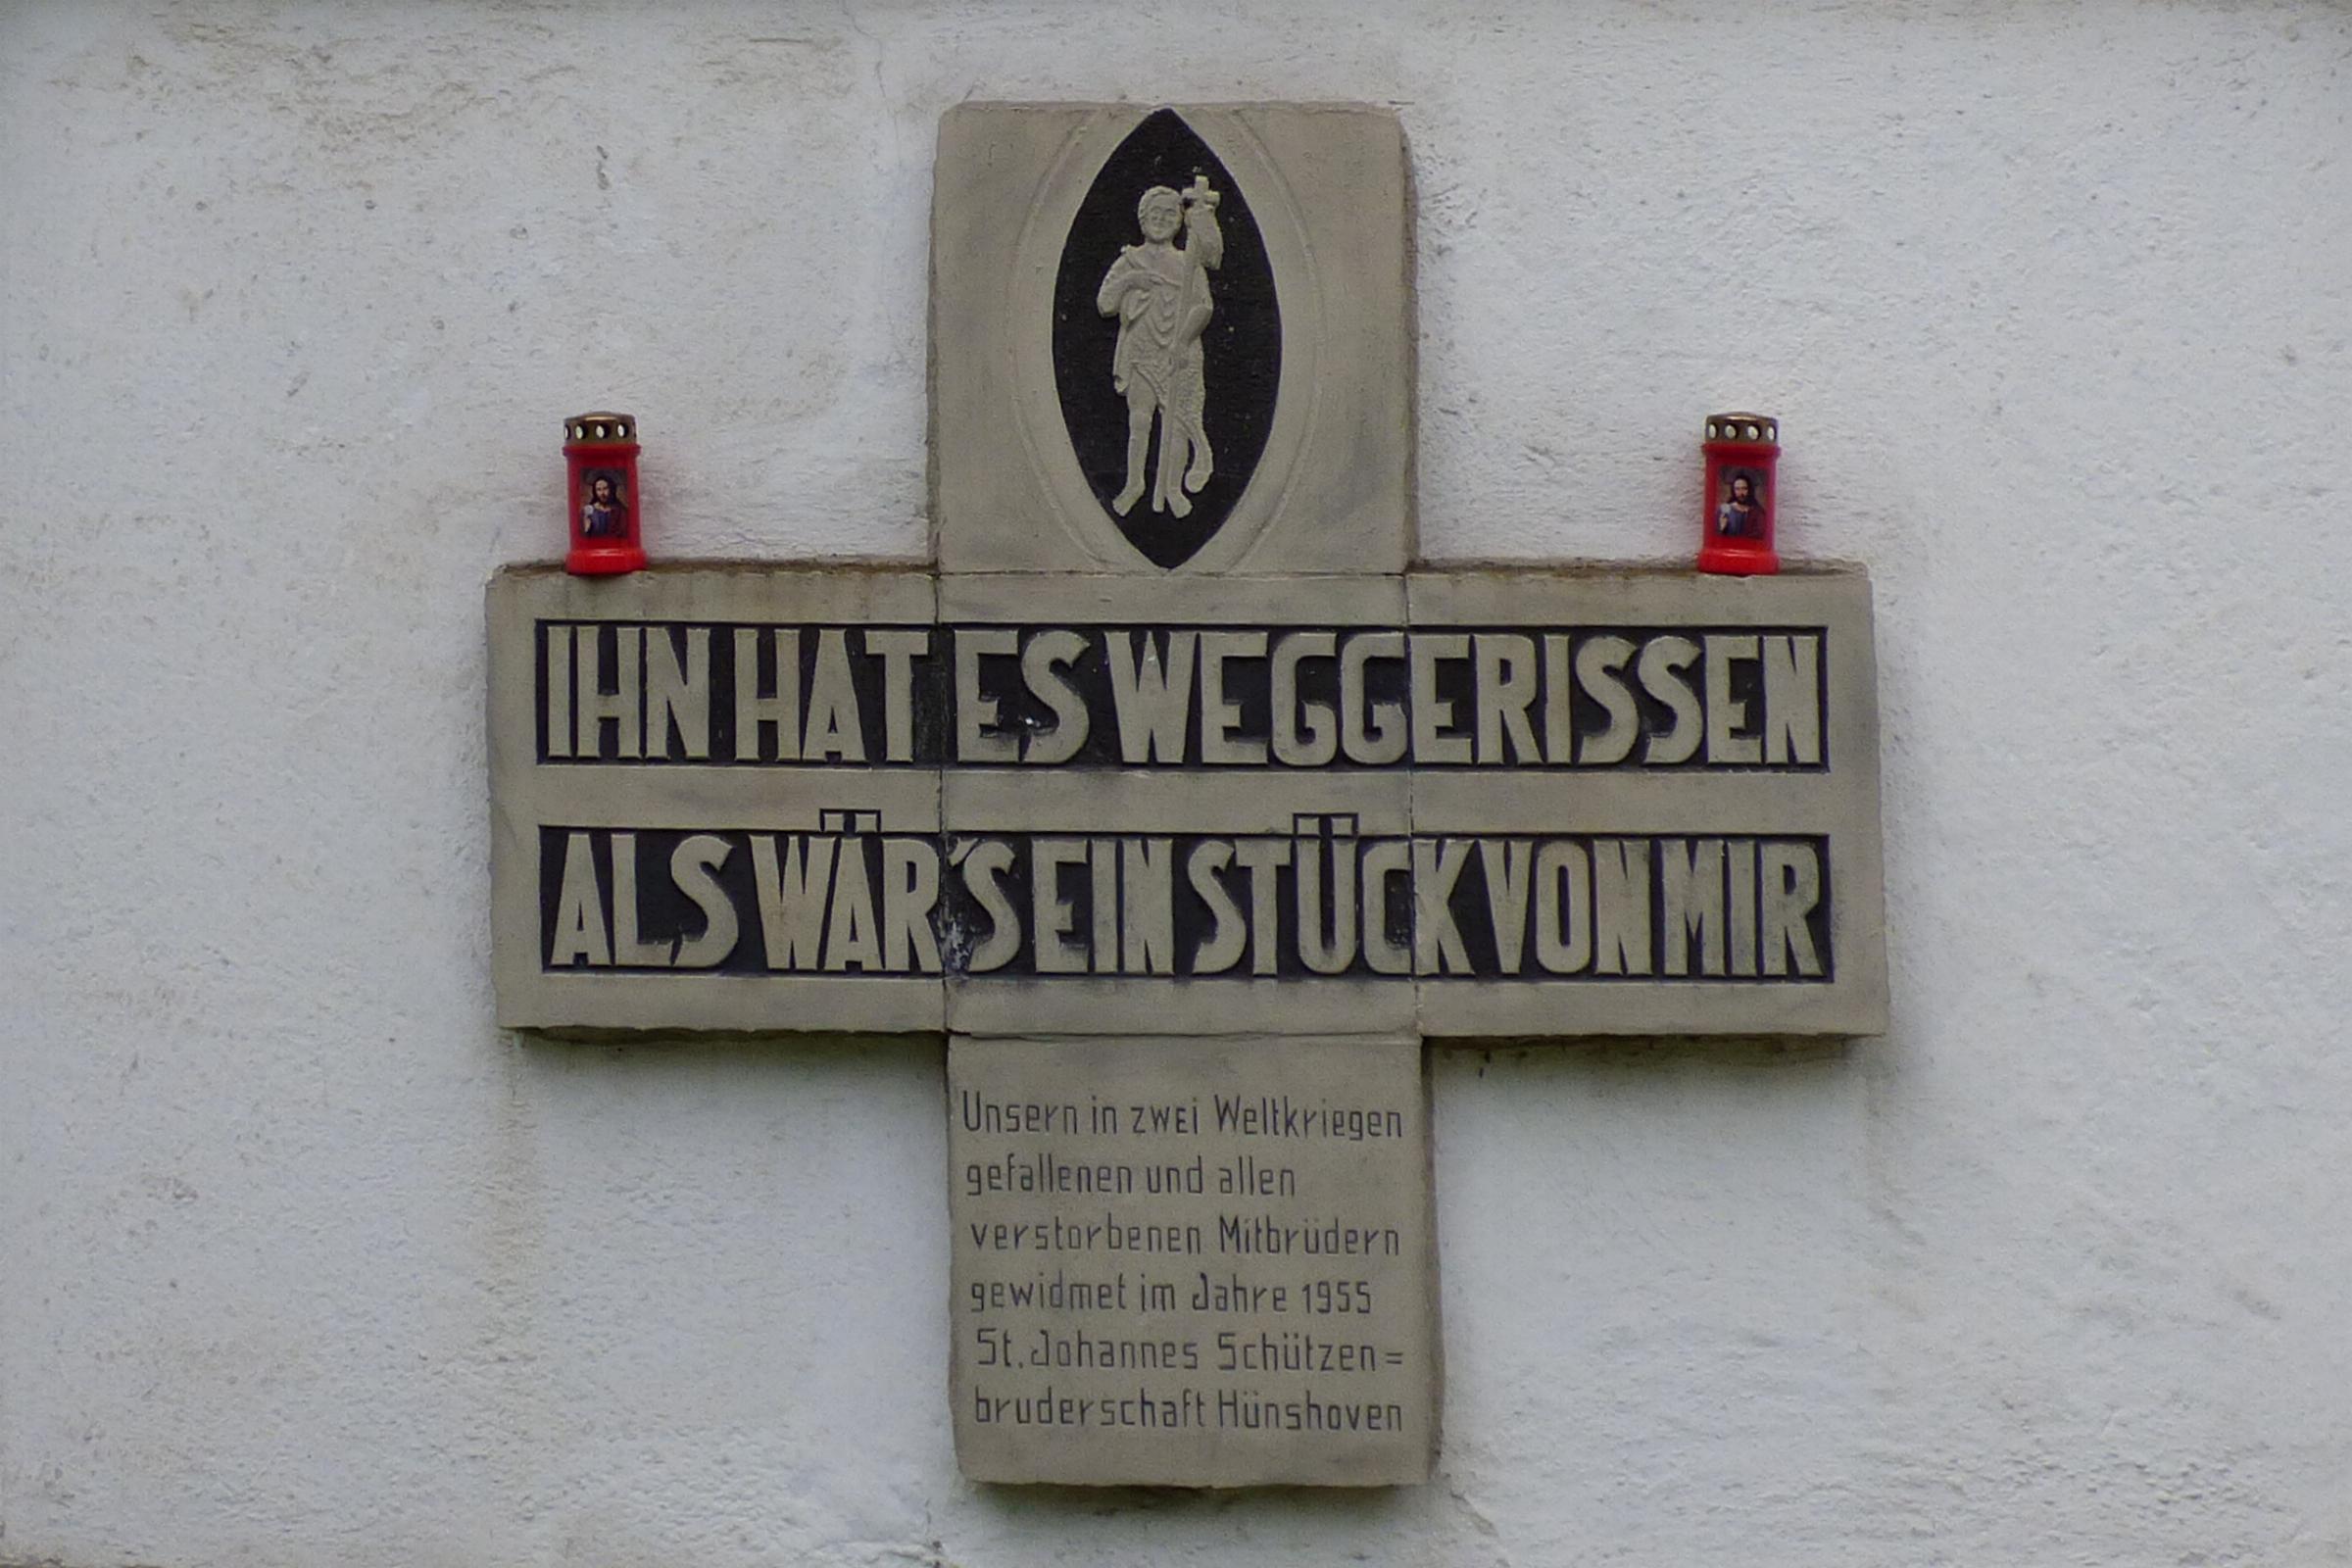 IHN HAT ES WEGGERISSEN
ALS WÄR'S EIN STÜCK VON MIR
Unsern in zwei Weltkriegen
gefallenen und allen
verstorbenen Mitbrüdern
gewidmet im Jahre 1955
St. Johannes Schützen=
bruderschaft Hünshoven